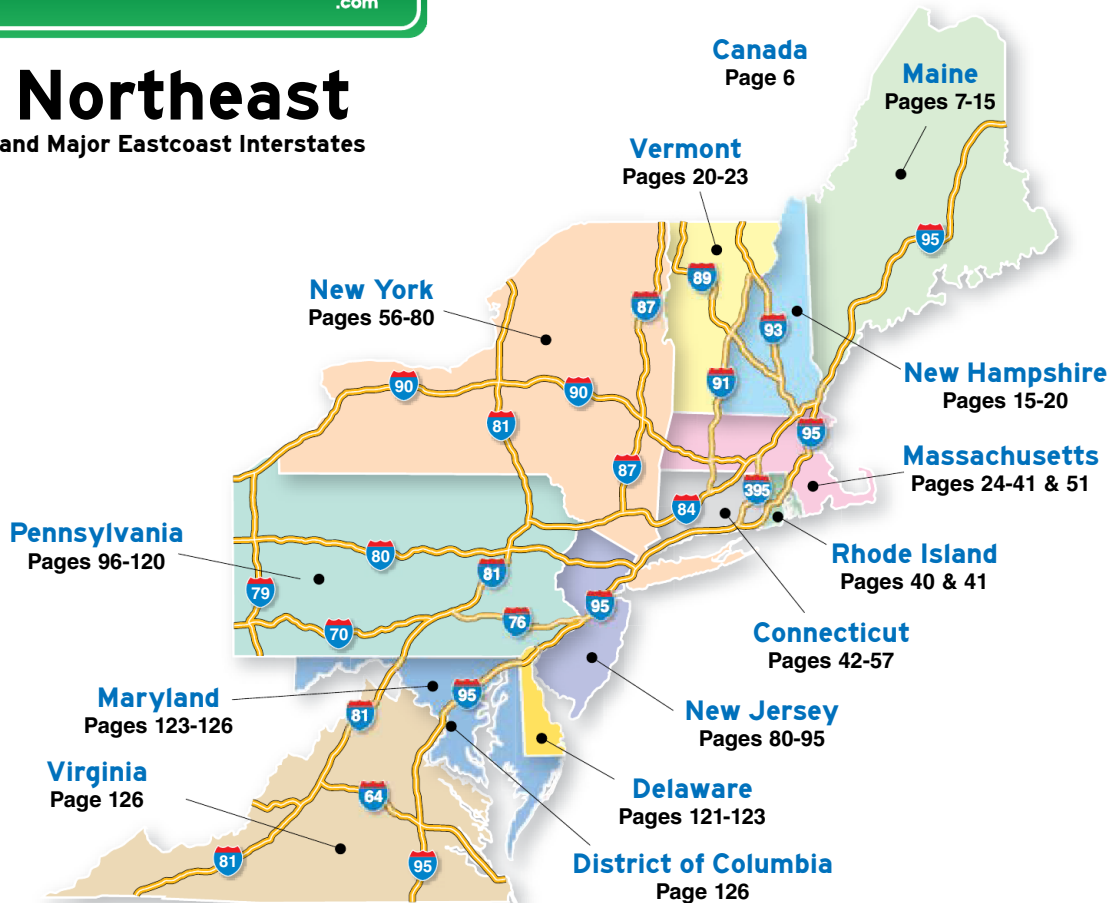 .com
Northeast
and Major Eastcoast Interstates
Canada
Page 6
Maine
Pages 7-15
Vermont
Pages 20-23
95
89
New York
Pages 56-80
87
93
New Hampshire
Pages 15-20
90
90
91
81
95
Massachusetts
Pages 24-41 & 51
87
395
84
Pennsylvania
Pages 96-120
Rhode Island
Pages 40 & 41
80
81
79
95
76
70
Connecticut
Pages 42-57
Maryland
Pages 123-126
95
81
New Jersey
Pages 80-95
Virginia
Page 126
64
Delaware
Pages 121-123
81
95
District of Columbia
Page 126